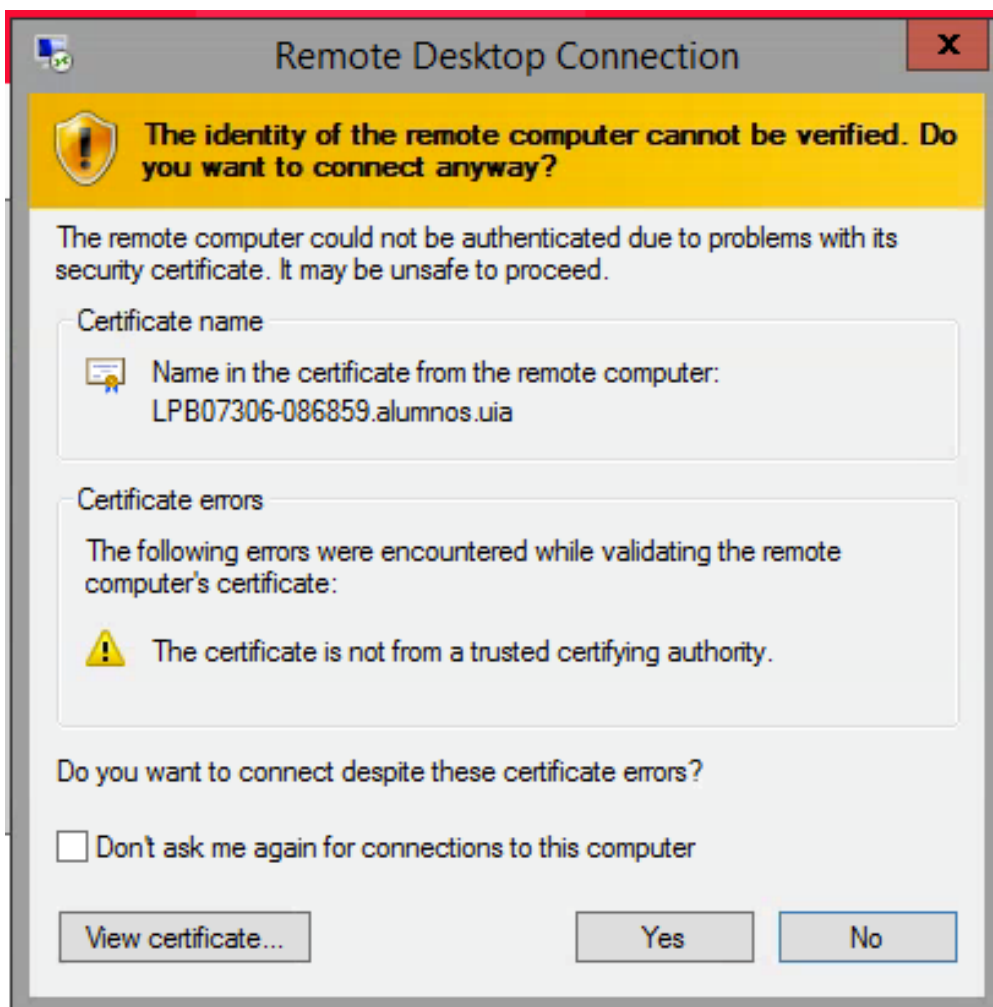 Remote Desktop Connection
x
The identity of the remote computer cannot be verified. Do
you want to connect anyway?
The remote computer could not be authenticated due to problems with its
security certificate. It may be unsafe to proceed.
Certificate name
Name in the certificate from the remote computer:
LPB07306-086859.alumnos.uia
Certificate errors
The following errors were encountered while validating the remote
computer's certificate:
The certificate is not from a trusted certifying authority.
Do you want to connect despite these certificate errors?
Don't ask me again for connections to this computer
View certificate... Yes No